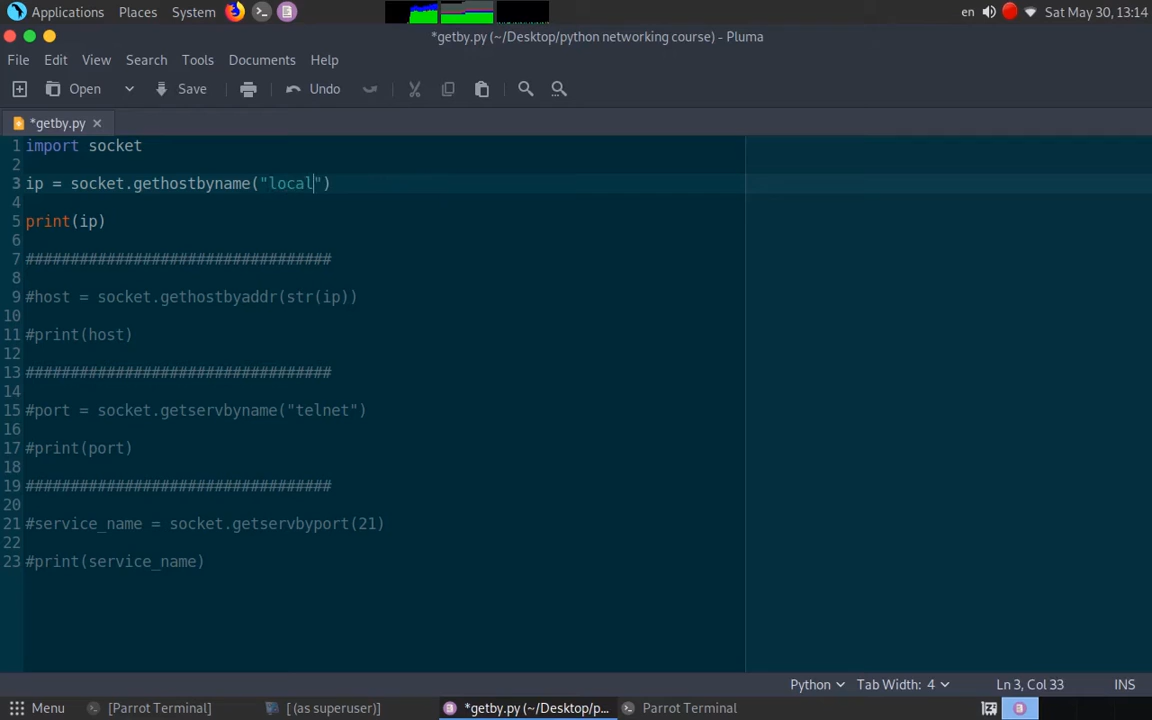 Applications Places System en Sat May 30, 13:14
*getby.py (~/Desktop/python networking course) - Pluma
File Edit View Search Tools Documents Help
Open Save Undo
*getby.py
1 import socket
2
3 ip = socket.gethostbyname("local")
4
5 print(ip)
6
7 ##################################
8
9 #host = socket.gethostbyaddr(str(ip))
10
11 #print(host)
12
13 ##################################
14
15 #port = socket.getservbyname("telnet")
16
17 #print(port)
18
19 ##################################
20
21 #service_name = socket.getservbyport(21)
22
23 #print(service_name)
Python Tab Width: 4 Ln 3, Col 33 INS
Menu [Parrot Terminal] [ (as superuser)] *getby.py (~/Desktop/p... Parrot Terminal